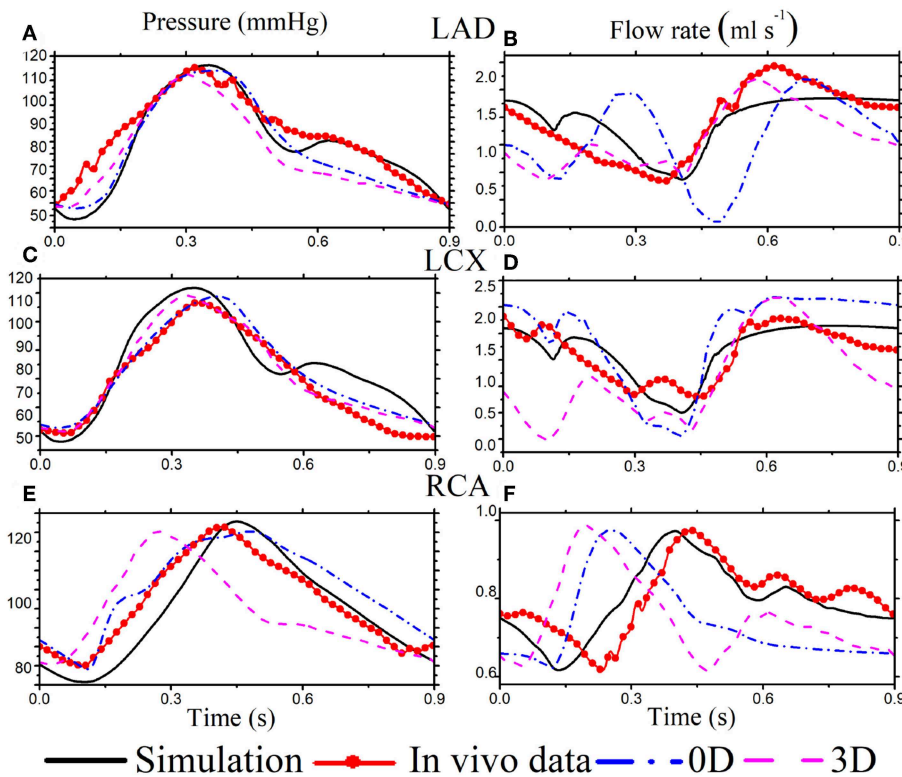 Pressure (mmHg) LAD Flow rate (ml s⁻¹)
A B
120
110
100
90
80
70
60
50
0.0 0.3 0.6 0.9
2.0
1.5
1.0
0.5
0.0
0.0 0.3 0.6 0.9
LCX
C D
120
110
100
90
80
70
60
50
0.0 0.3 0.6 0.9
2.5
2.0
1.5
1.0
0.5
0.0
0.0 0.3 0.6 0.9
RCA
E F
120
100
80
0.0 0.3 0.6 0.9
1.0
0.8
0.6
0.0 0.3 0.6 0.9
Time (s) Time (s)
Simulation In vivo data 0D 3D